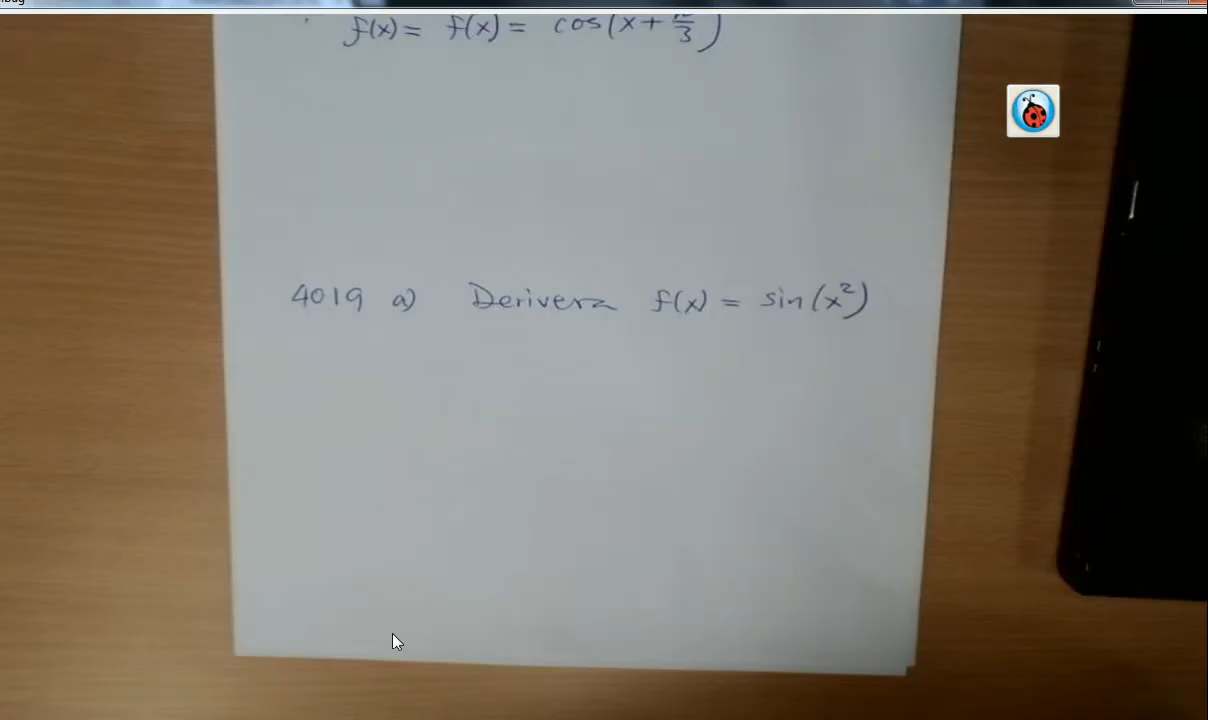 f(x) = f(x) = cos(x + π/3)
4019 a) Derivera f(x) = sin(x²)